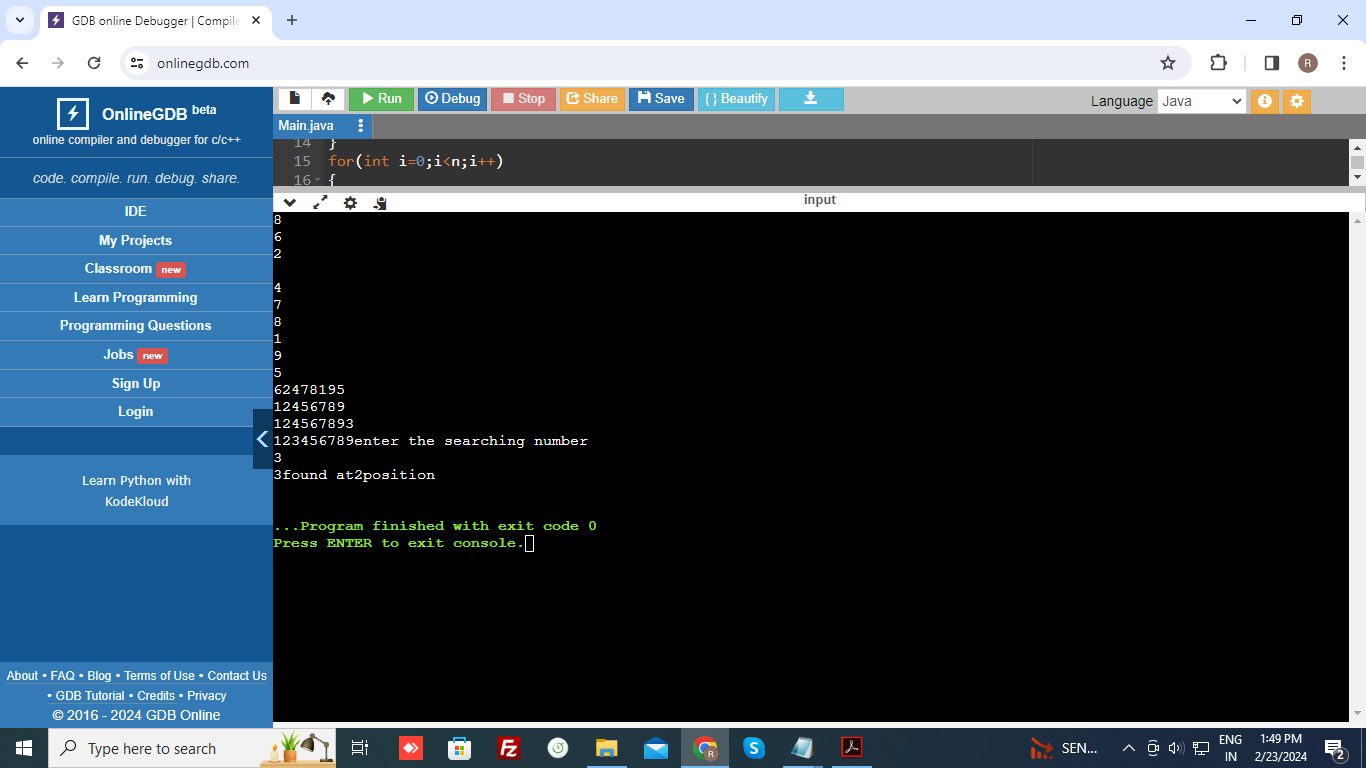 GDB online Debugger | Compile
onlinegdb.com
R
OnlineGDB beta
online compiler and debugger for c/c++
code. compile. run. debug. share.
IDE
My Projects
Classroom new
Learn Programming
Programming Questions
Jobs new
Sign Up
Login
Learn Python with
KodeKloud
About • FAQ • Blog • Terms of Use • Contact Us
• GDB Tutorial • Credits • Privacy
© 2016 - 2024 GDB Online
Run Debug Stop Share Save { } Beautify
Language Java
Main.java
14 }
15 for(int i=0;i<n;i++)
16 {
input
8
6
2
4
7
8
1
9
5
62478195
12456789
124567893
123456789enter the searching number
3
3found at2position
...Program finished with exit code 0
Press ENTER to exit console.
Type here to search
SEN...
ENG
IN
1:49 PM
2/23/2024
2